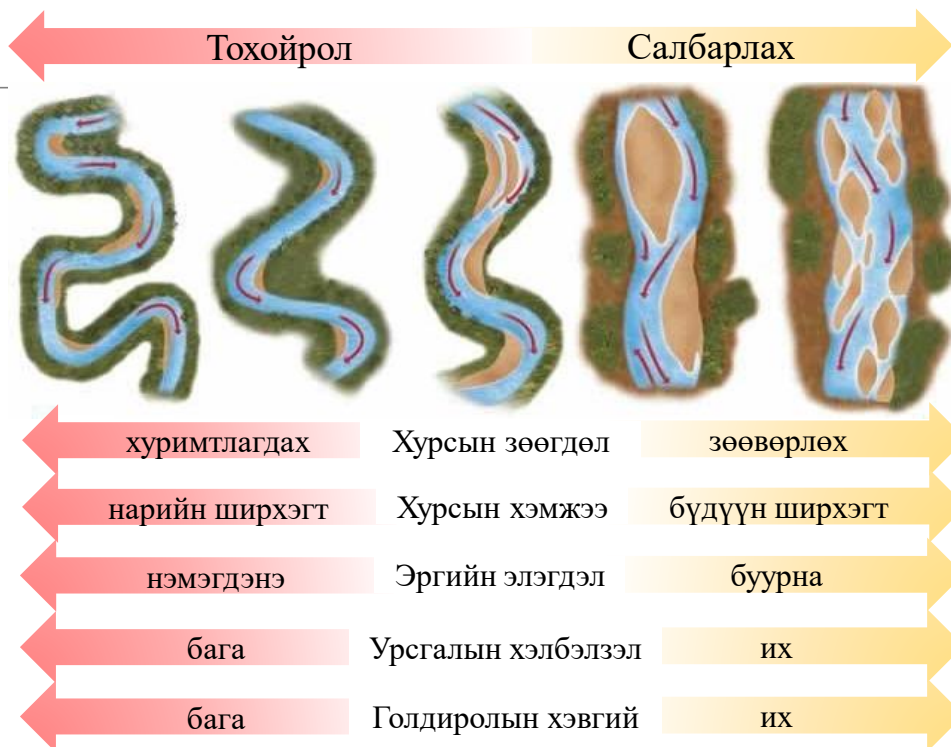 Тохойрол Салбарлах
хуримтлагдах Хурсын зөөгдөл зөөвөрлөх
нарийн ширхэгт Хурсын хэмжээ бүдүүн ширхэгт
нэмэгдэнэ Эргийн элэгдэл буурна
бага Урсгалын хэлбэлзэл их
бага Голдиролын хэвгий их